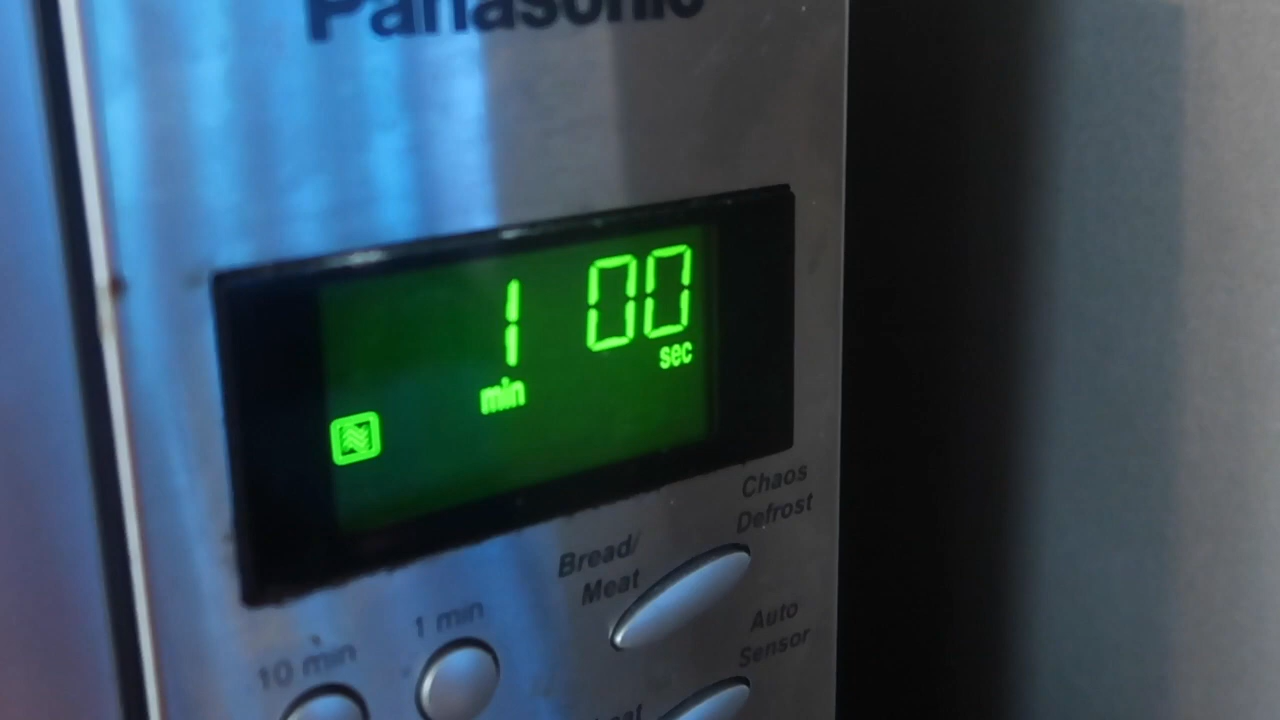 Panasonic
1 00
min sec
Chaos
Defrost
Bread/
Meat
1 min
10 min
Auto
Sensor